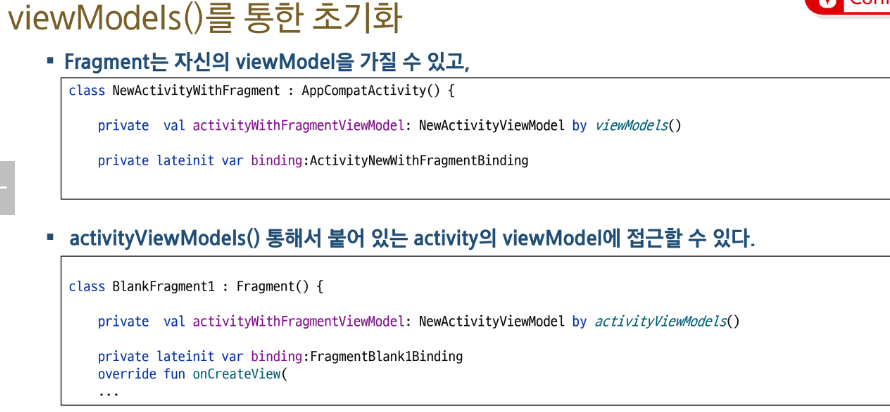 viewModels()를 통한 초기화
▪ Fragment는 자신의 viewModel을 가질 수 있고,
class NewActivityWithFragment : AppCompatActivity() {
private val activityWithFragmentViewModel: NewActivityViewModel by viewModels()
private lateinit var binding:ActivityNewWithFragmentBinding
▪ activityViewModels() 통해서 붙어 있는 activity의 viewModel에 접근할 수 있다.
class BlankFragment1 : Fragment() {
private val activityWithFragmentViewModel: NewActivityViewModel by activityViewModels()
private lateinit var binding:FragmentBlank1Binding
override fun onCreateView(
...